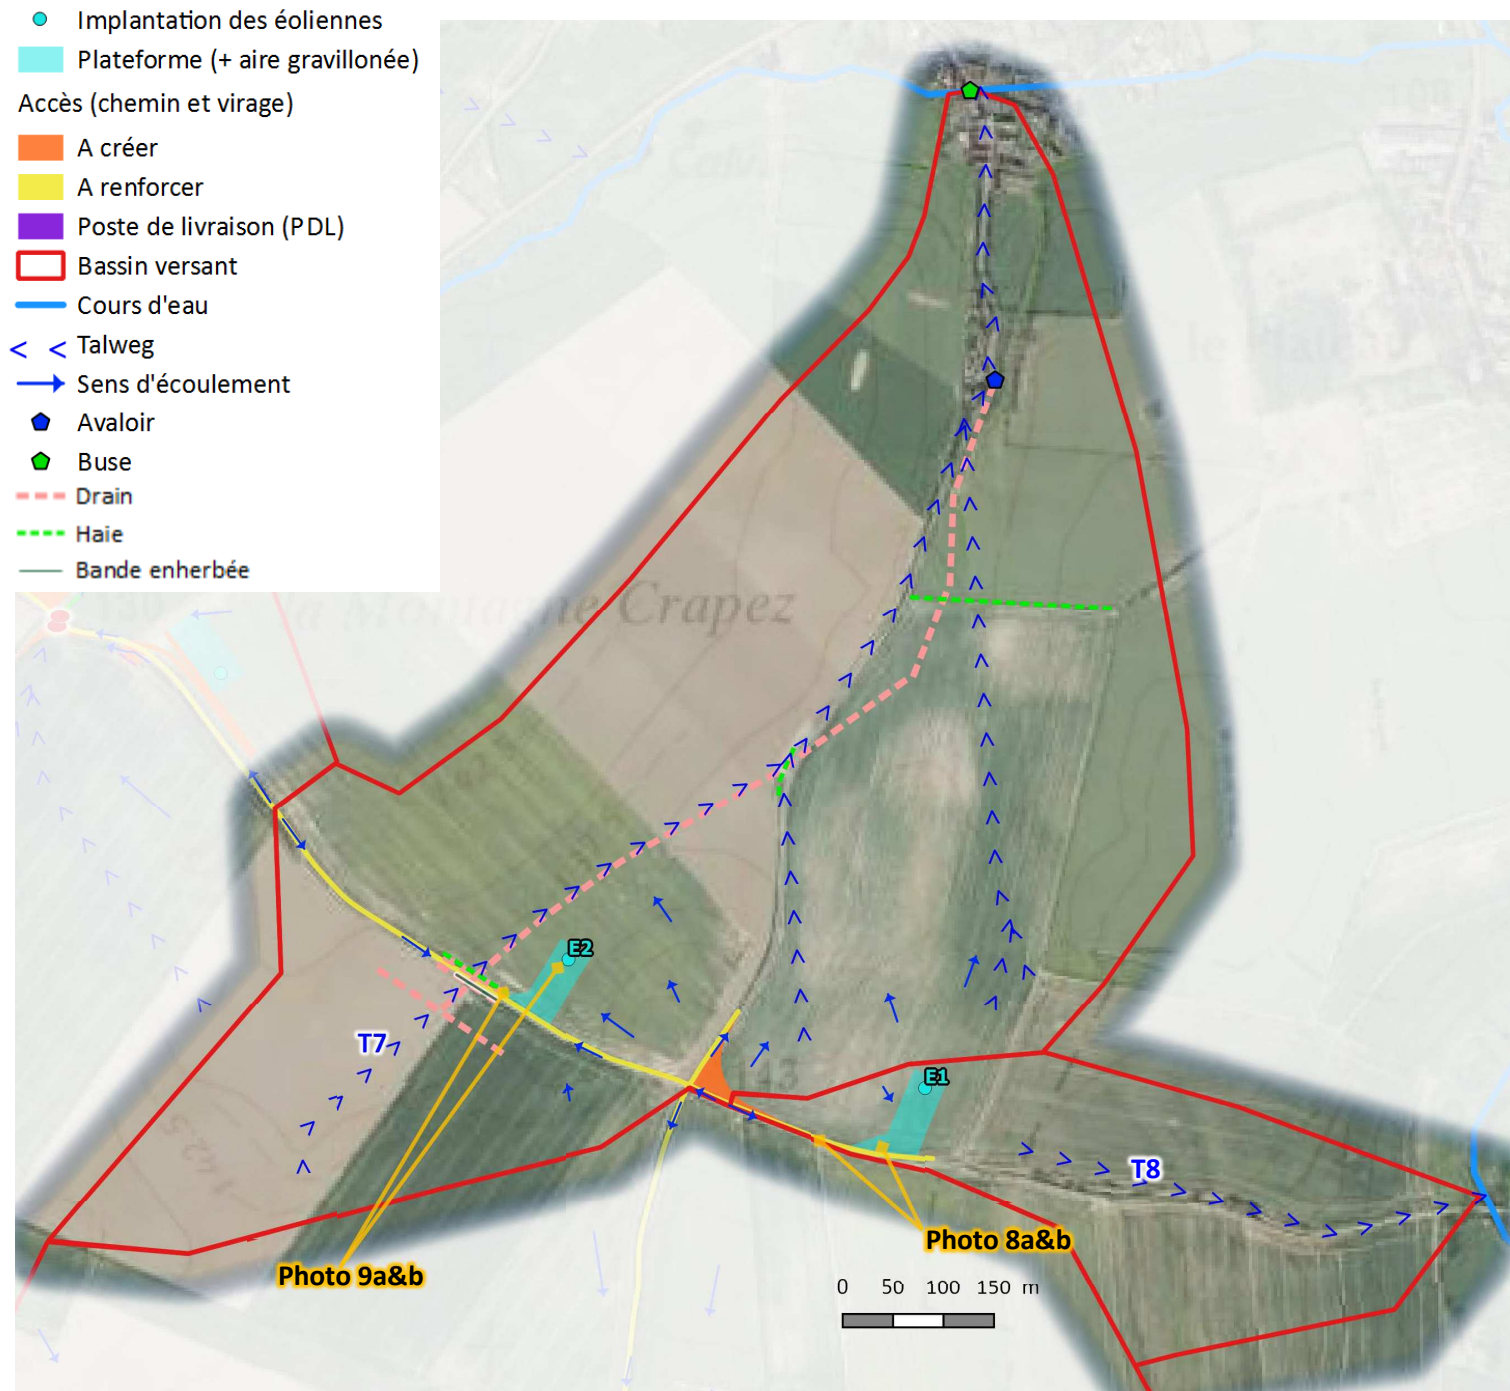 Implantation des éoliennes
Plateforme (+ aire gravillonée)
Accès (chemin et virage)
A créer
A renforcer
Poste de livraison (PDL)
Bassin versant
Cours d'eau
Talweg
Sens d'écoulement
Avaloir
Buse
Drain
Haie
Bande enherbée
Crapez
E2
T7
E1
T8
Photo 8a&b
Photo 9a&b
0 50 100 150 m